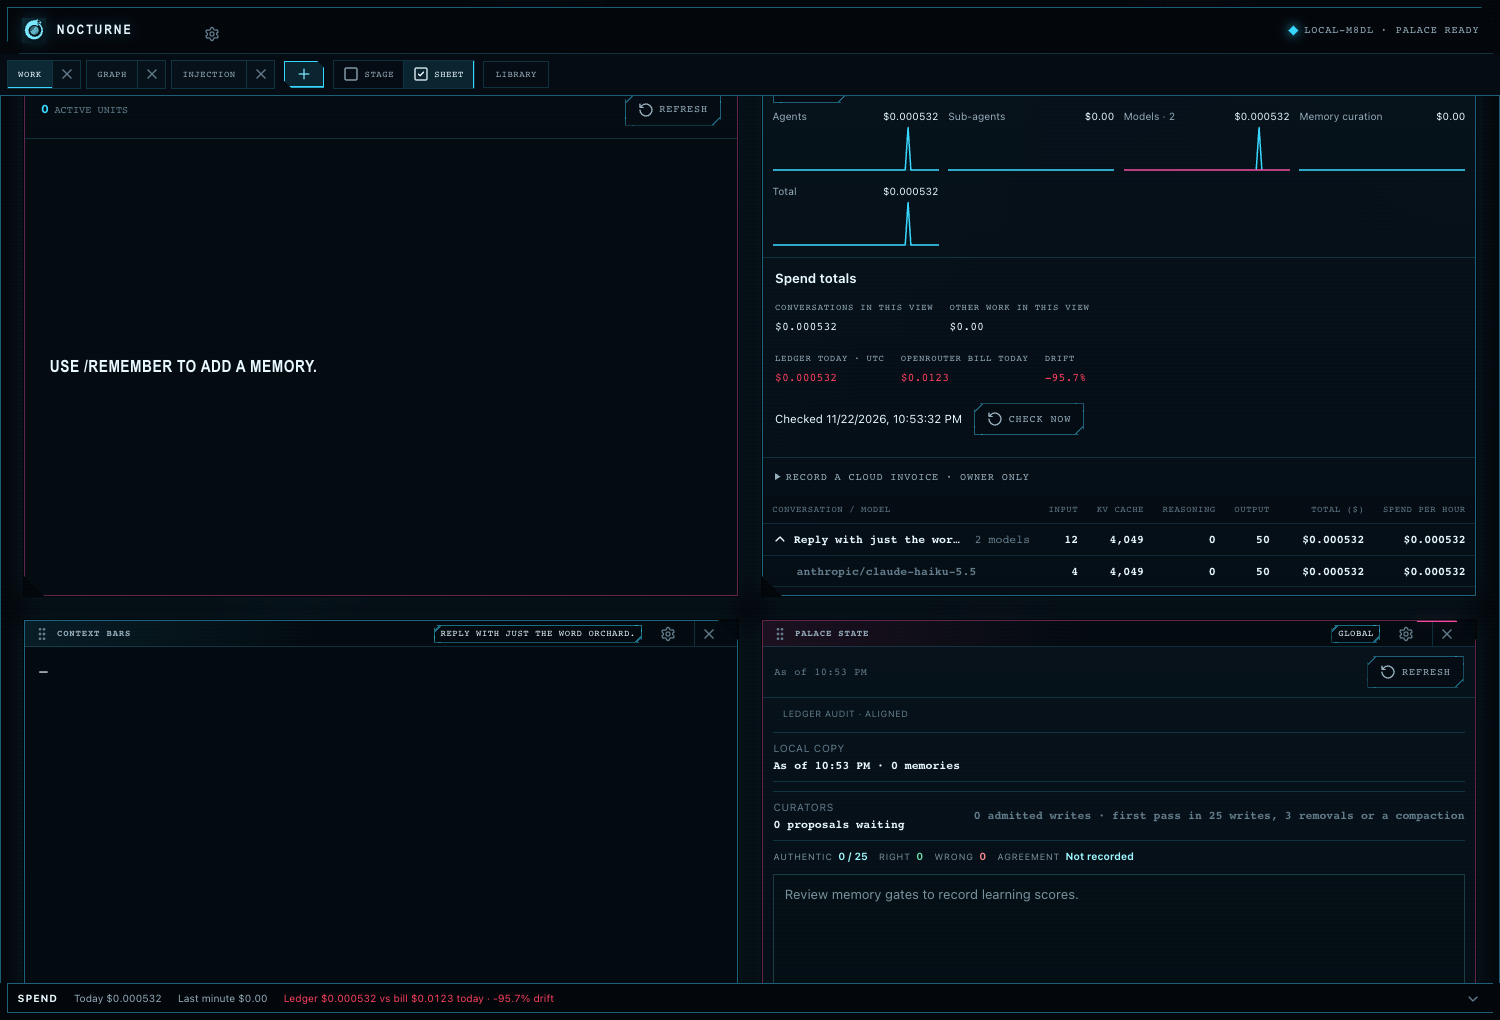 NOCTURNE
LOCAL-M8DL · PALACE READY
WORK
GRAPH
INJECTION
STAGE
SHEET
LIBRARY
0 ACTIVE UNITS
REFRESH
USE /REMEMBER TO ADD A MEMORY.
Agents $0.000532
Sub-agents $0.00
Models · 2 $0.000532
Memory curation $0.00
Total $0.000532
Spend totals
CONVERSATIONS IN THIS VIEW OTHER WORK IN THIS VIEW
$0.000532 $0.00
LEDGER TODAY · UTC OPENROUTER BILL TODAY DRIFT
$0.000532 $0.0123 -95.7%
Checked 11/22/2026, 10:53:32 PM CHECK NOW
RECORD A CLOUD INVOICE · OWNER ONLY
CONVERSATION / MODEL INPUT KV CACHE REASONING OUTPUT TOTAL ($) SPEND PER HOUR
Reply with just the wor… 2 models 12 4,049 0 50 $0.000532 $0.000532
anthropic/claude-haiku-5.5 4 4,049 0 50 $0.000532 $0.000532
CONTEXT BARS REPLY WITH JUST THE WORD ORCHARD.
—
PALACE STATE GLOBAL
As of 10:53 PM REFRESH
LEDGER AUDIT · ALIGNED
LOCAL COPY
As of 10:53 PM · 0 memories
CURATORS
0 proposals waiting
0 admitted writes · first pass in 25 writes, 3 removals or a compaction
AUTHENTIC 0 / 25 RIGHT 0 WRONG 0 AGREEMENT Not recorded
Review memory gates to record learning scores.
SPEND Today $0.000532 Last minute $0.00 Ledger $0.000532 vs bill $0.0123 today · -95.7% drift